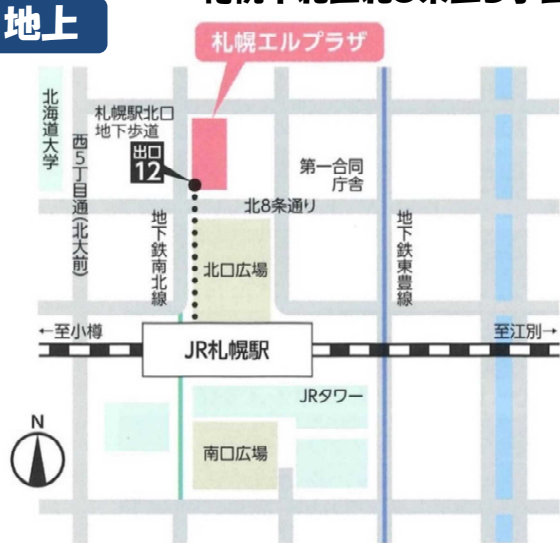 地上
札幌エルプラザ
北海道大学
西5丁目通(北大前)
札幌駅北口
地下歩道
出口
12
第一合同
庁舎
北8条通り
地下鉄南北線
地下鉄東豊線
北口広場
←至小樽
至江別→
JR札幌駅
JRタワー
N
南口広場